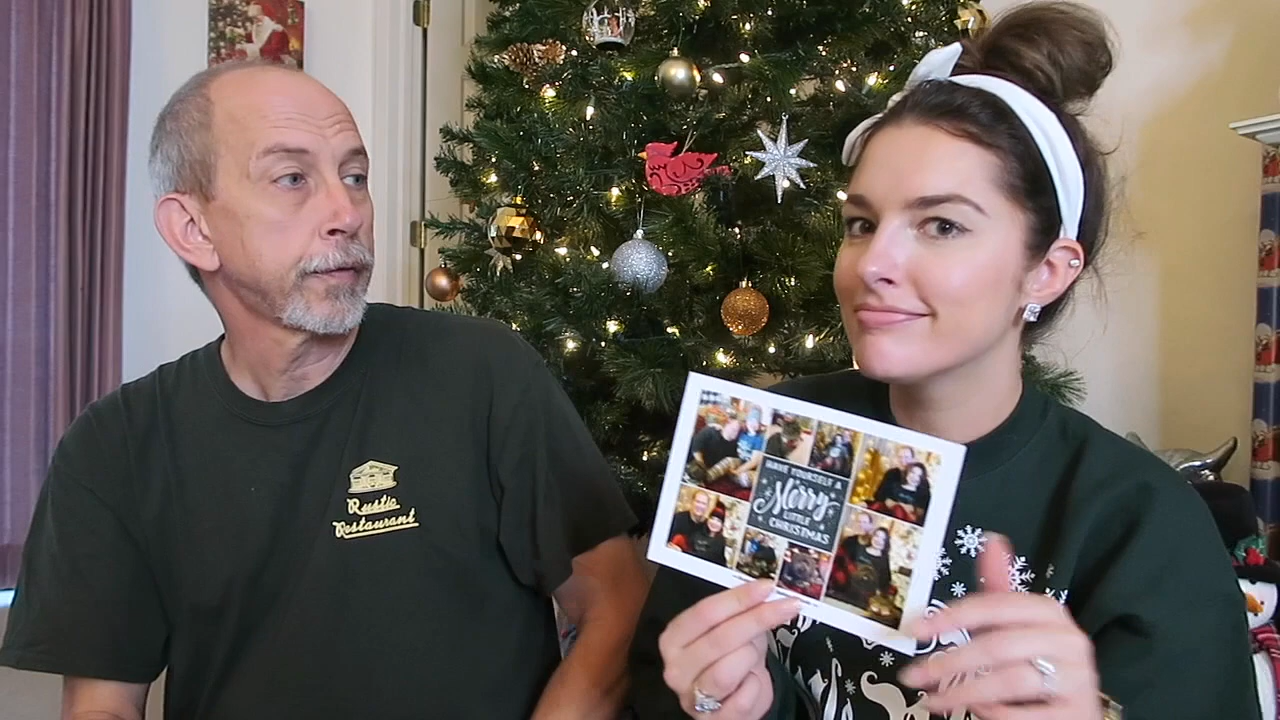 Rustic
Restaurant
HAVE YOURSELF A
Merry
LITTLE
CHRISTMAS